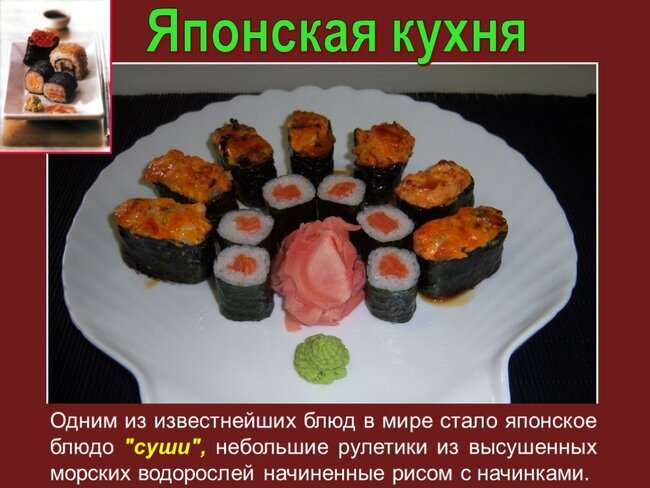 Японская кухня
Одним из известнейших блюд в мире стало японское
блюдо "суши", небольшие рулетики из высушенных
морских водорослей начиненные рисом с начинками.